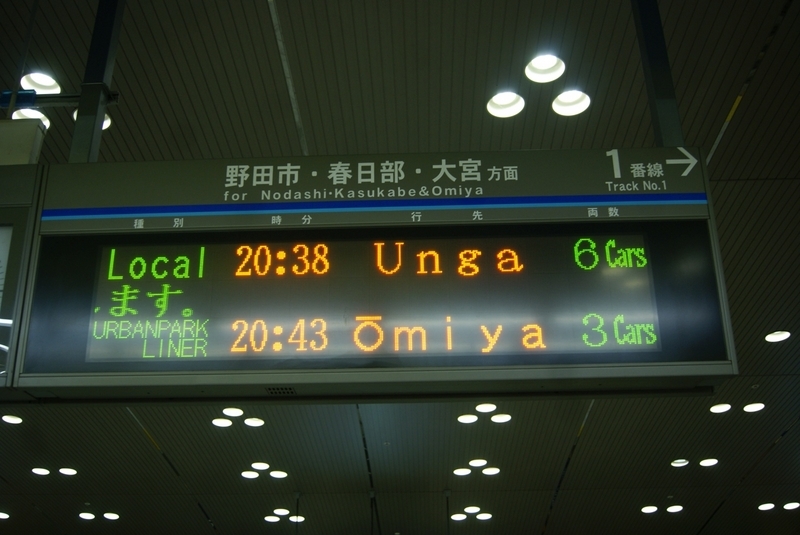 野田市・春日部・大宮方面
for Nodashi・Kasukabe&Omiya
1番線→
Track No.1
種別 時分 行先 両数
Local 20:38 Unga 6 Cars
ます。
URBANPARK LINER 20:43 Ōmiya 3 Cars